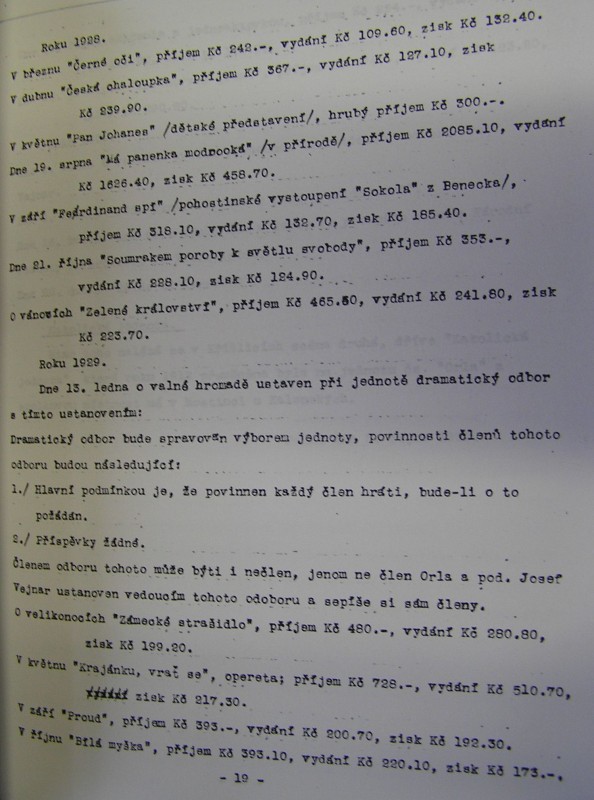 Roku 1928.
V březnu "Černé oči", příjem Kč 242.-, vydání Kč 109.60, zisk Kč 132.40.
V dubnu "Česká chaloupka", příjem Kč 367.-, vydání Kč 127.10, zisk
Kč 239.90.
V květnu "Pan Johanes" /dětské představení/, hrubý příjem Kč 300.-.
Dne 19. srpna "Má panenka modrooká" /v přírodě/, příjem Kč 2085.10, vydání
Kč 1626.40, zisk Kč 458.70.
V září "Ferdinand spí" /pohostinské vystoupení "Sokola" z Benecka/,
příjem Kč 318.10, vydání Kč 132.70, zisk Kč 185.40.
Dne 21. října "Soumrakem poroby k světlu svobody", příjem Kč 353.-,
vydání Kč 228.10, zisk Kč 124.90.
O vánocích "Zelené království", příjem Kč 465.50, vydání Kč 241.80, zisk
Kč 223.70.
Roku 1929.
Dne 13. ledna o valné hromadě ustaven při jednotě dramatický odbor
s tímto ustanovením:
Dramatický odbor bude spravován výborem jednoty, povinnosti členů tohoto
odboru budou následující:
1./ Hlavní podmínkou je, že povinnen každý člen hráti, bude-li o to
požádán.
2./ Příspěvky žádné.
Členem odboru tohoto může býti i nečlen, jenom ne člen Orla a pod. Josef
Vejnar ustanoven vedoucím tohoto odoboru a sepíše si sám členy.
O velikonocích "Zámecké strašidlo", příjem Kč 480.-, vydání Kč 280.80,
zisk Kč 199.20.
V květnu "Krajánku, vrať se", opereta; příjem Kč 728.-, vydání Kč 510.70,
zisk Kč 217.30.
V září "Proud", příjem Kč 393.-, vydání Kč 200.70, zisk Kč 192.30.
V říjnu "Bílá myška", příjem Kč 393.10, vydání Kč 220.10, zisk Kč 173.-.
- 19 -